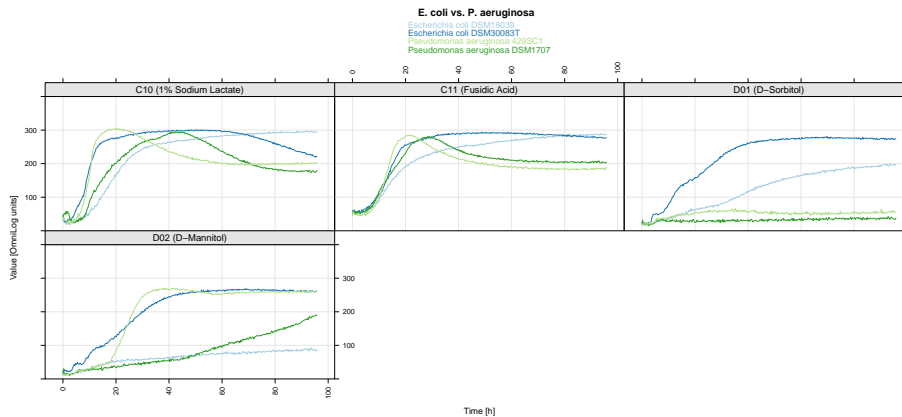 E. coli vs. P. aeruginosa
Escherichia coli DSM18039
Escherichia coli DSM30083T
Pseudomonas aeruginosa 429SC1
Pseudomonas aeruginosa DSM1707
0 20 40 60 80 100
C10 (1% Sodium Lactate)
C11 (Fusidic Acid)
D01 (D−Sorbitol)
300
200
100
Value [OmniLog units]
D02 (D−Mannitol)
300
200
100
0 20 40 60 80 100
Time [h]